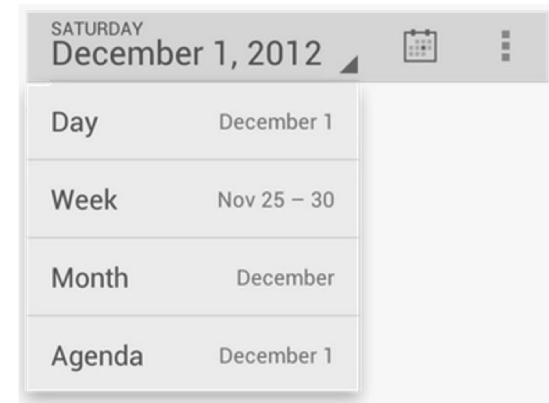 SATURDAY
December 1, 2012
Day December 1
Week Nov 25 – 30
Month December
Agenda December 1